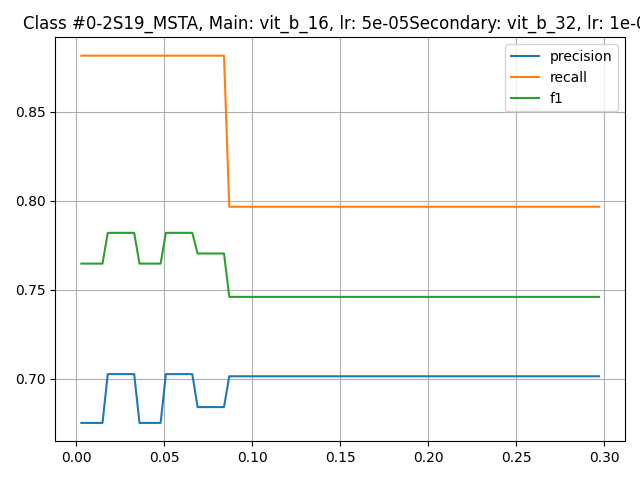 Class #0-2S19_MSTA, Main: vit_b_16, lr: 5e-05Secondary: vit_b_32, lr: 1e-0
precision
recall
f1
0.85
0.80
0.75
0.70
0.00 0.05 0.10 0.15 0.20 0.25 0.30